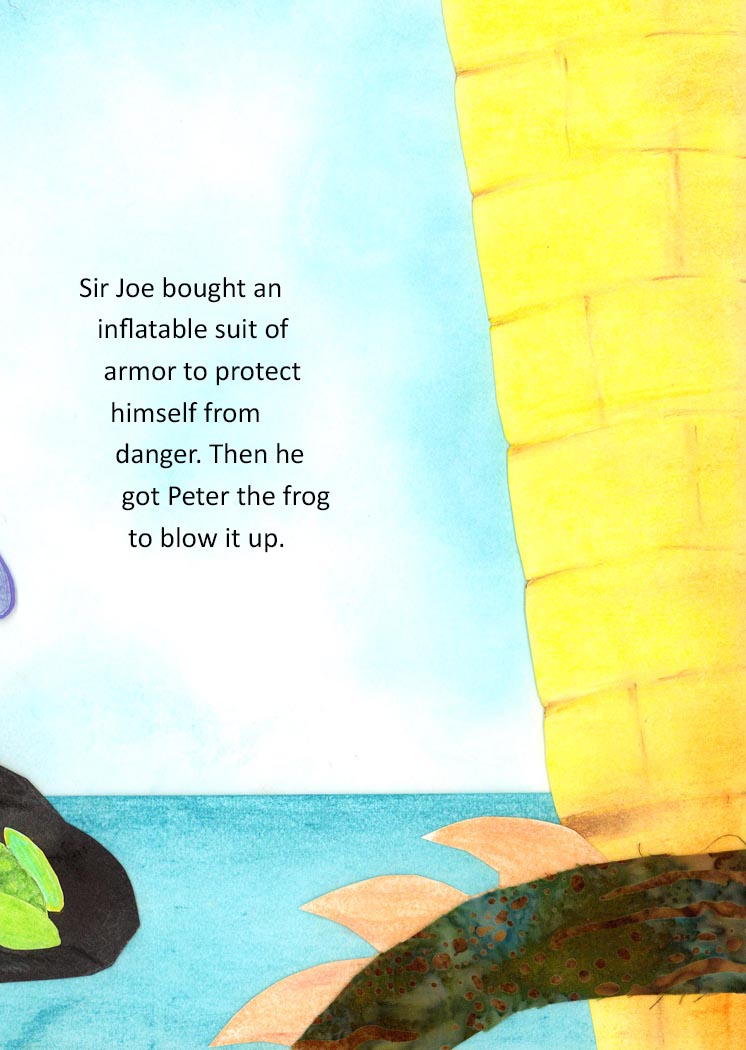 Sir Joe bought an
inflatable suit of
armor to protect
himself from
danger. Then he
got Peter the frog
to blow it up.